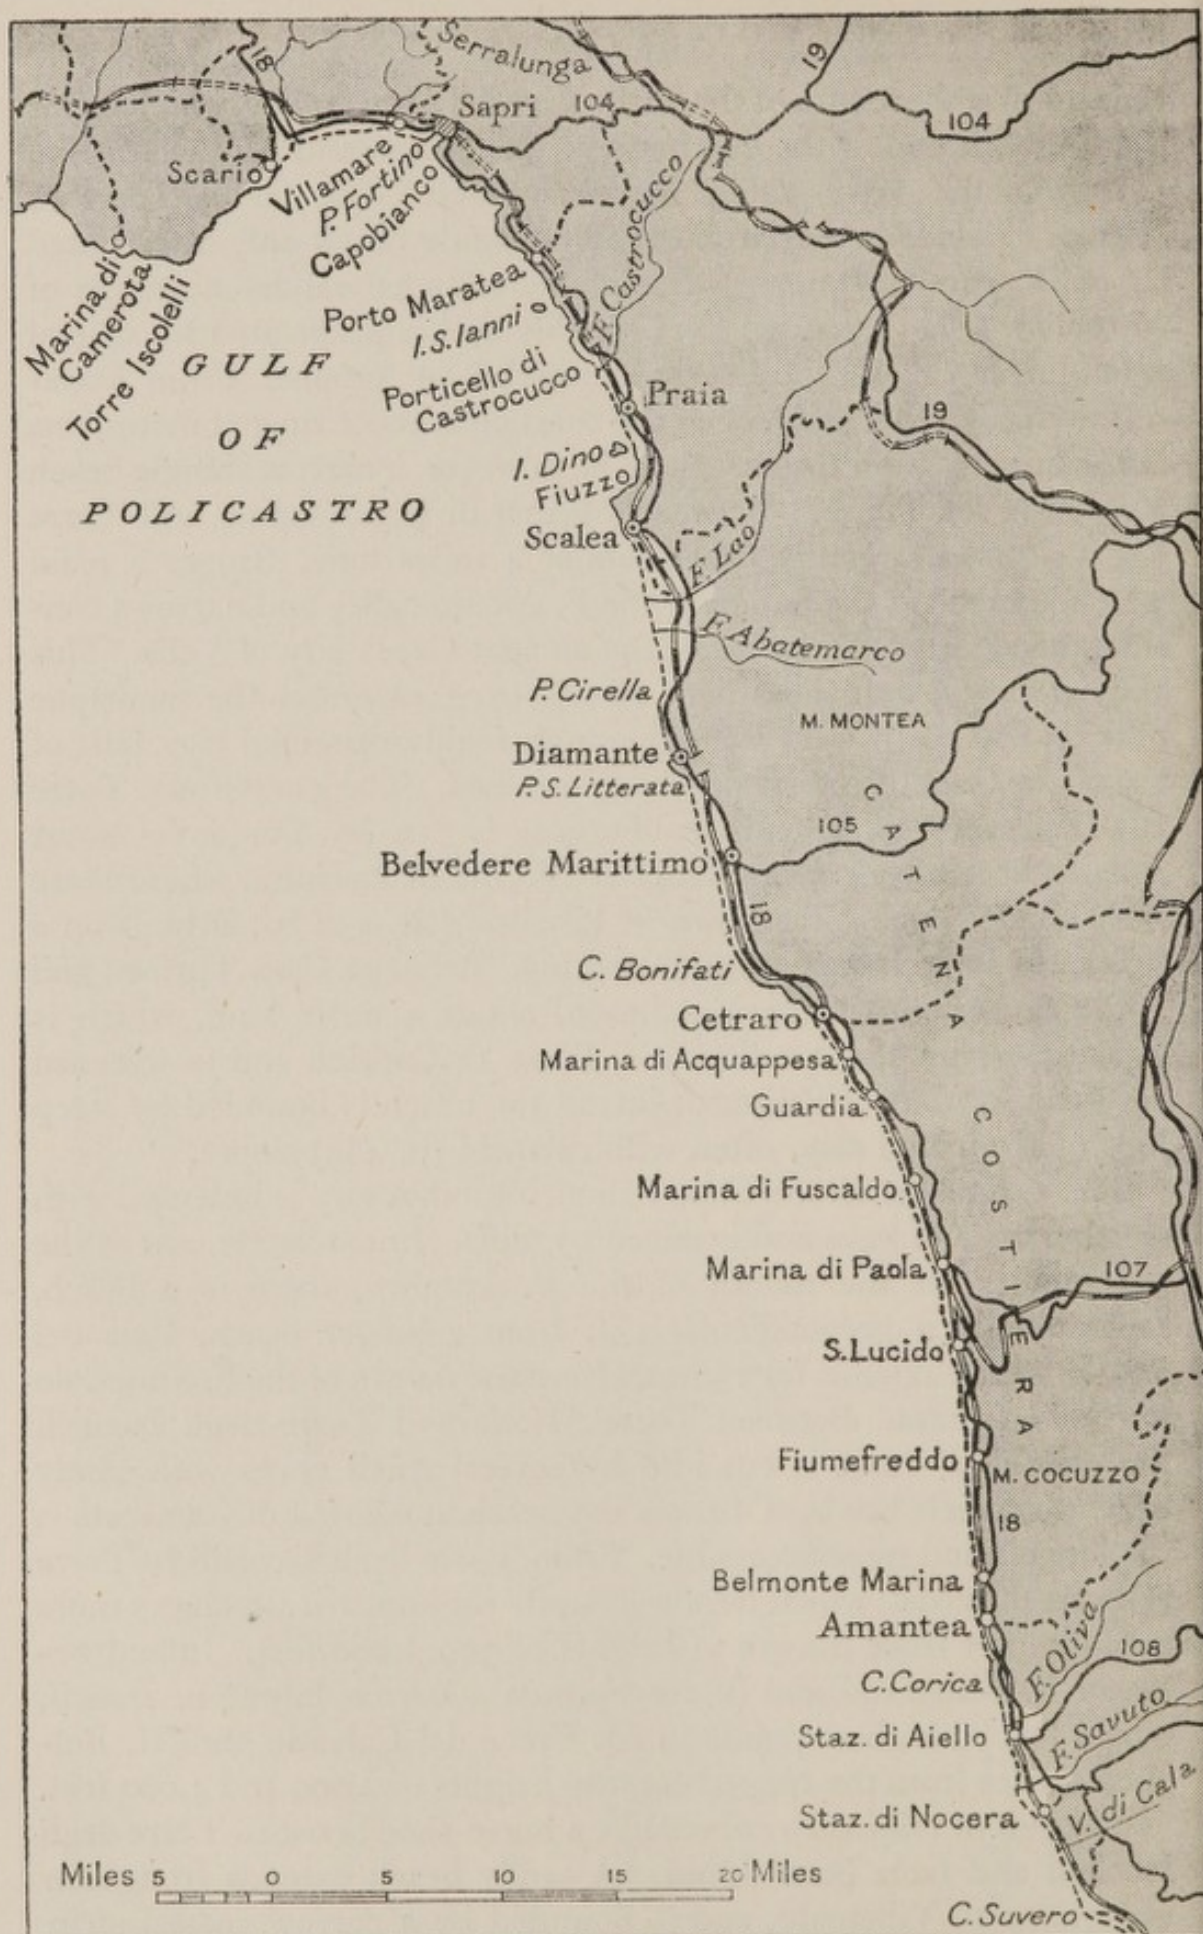 Serralunga
19
18
Sapri
104
104
Scario
Villamare
P. Fortino
Capobianco
F. Castrocucco
Marina di
Camerota
Torre Iscolelli
Porto Maratea
I. S. Ianni
GULF
OF
POLICASTRO
Porticello di
Castrocucco
Praia
19
I. Dino
Fiuzzo
Scalea
F. Lao
F. Abatemarco
P. Cirella
M. MONTEA
Diamante
P. S. Litterata
CATENA COSTIERA
105
Belvedere Marittimo
18
C. Bonifati
Cetraro
Marina di Acquappesa
Guardia
Marina di Fuscaldo
Marina di Paola
107
S. Lucido
Fiumefreddo
M. COCUZZO
18
Belmonte Marina
Amantea
F. Oliva
108
C. Corica
Staz. di Aiello
F. Savuto
Staz. di Nocera
V. di Cala
Miles 5 0 5 10 15 20 Miles
C. Suvero